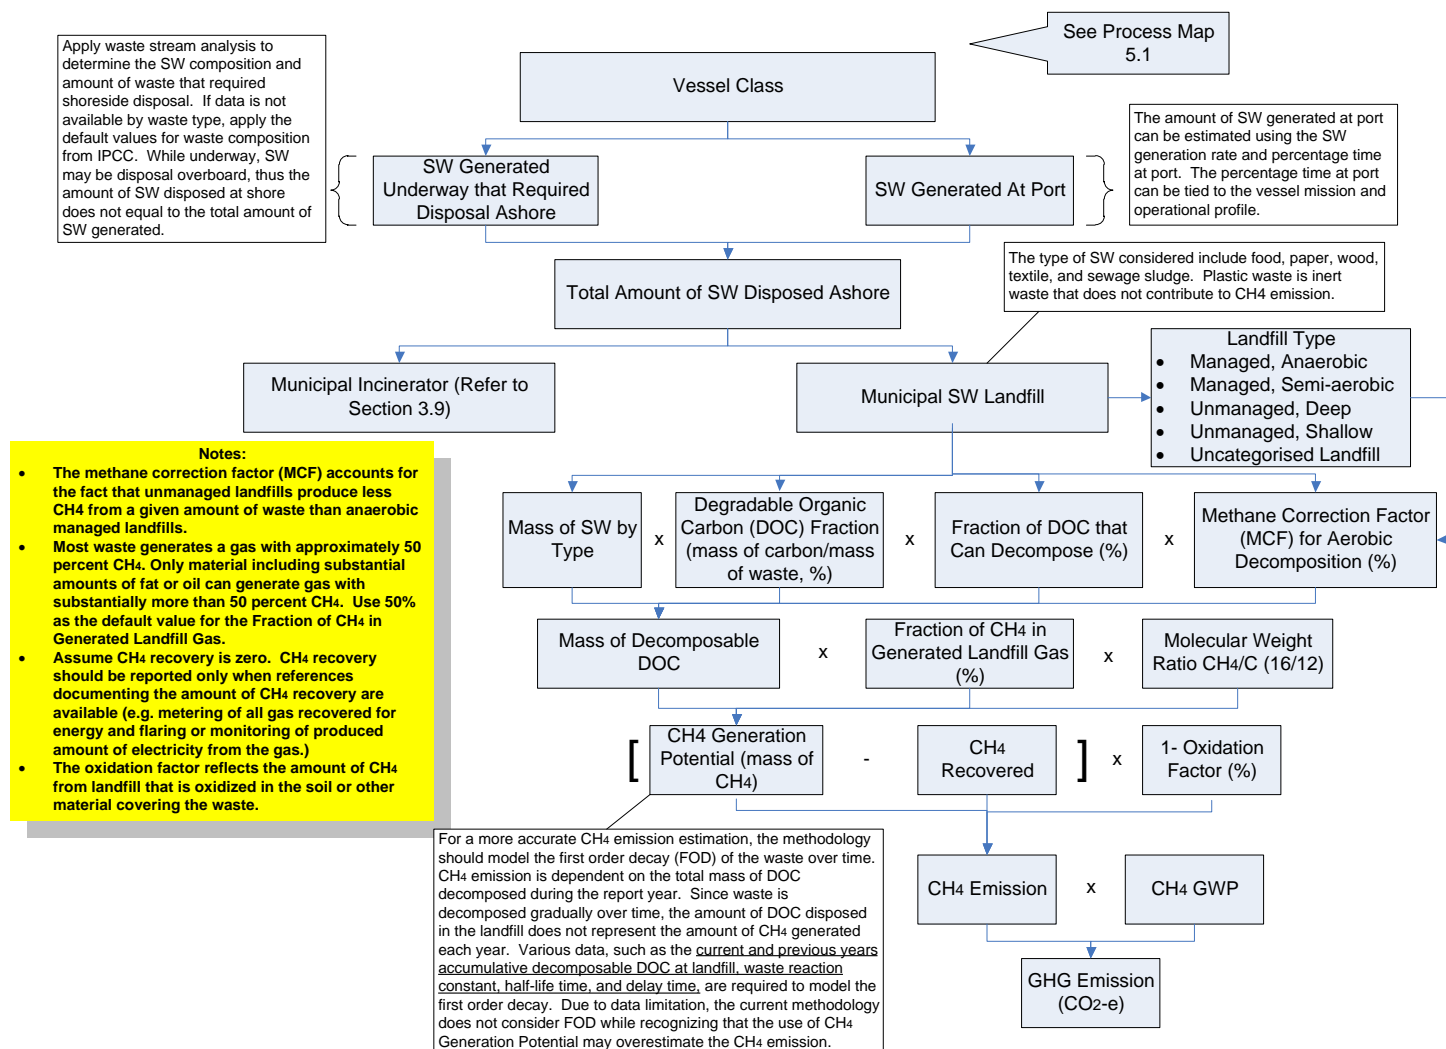 See Process Map
5.1
Apply waste stream analysis to
determine the SW composition and
amount of waste that required
shoreside disposal.  If data is not
available by waste type, apply the
default values for waste composition
from IPCC.  While underway, SW
may be disposal overboard, thus the
amount of SW disposed at shore
does not equal to the total amount of
SW generated.
Vessel Class
The amount of SW generated at port
can be estimated using the SW
generation rate and percentage time
at port.  The percentage time at port
can be tied to the vessel mission and
operational profile.
SW Generated
Underway that Required
Disposal Ashore
SW Generated At Port
The type of SW considered include food, paper, wood,
textile, and sewage sludge.  Plastic waste is inert
waste that does not contribute to CH4 emission.
Total Amount of SW Disposed Ashore
Municipal Incinerator (Refer to
Section 3.9)
Municipal SW Landfill
Landfill Type
• Managed, Anaerobic
• Managed, Semi-aerobic
• Unmanaged, Deep
• Unmanaged, Shallow
• Uncategorised Landfill
Notes:
• The methane correction factor (MCF) accounts for
the fact that unmanaged landfills produce less
CH4 from a given amount of waste than anaerobic
managed landfills.
• Most waste generates a gas with approximately 50
percent CH4. Only material including substantial
amounts of fat or oil can generate gas with
substantially more than 50 percent CH4.  Use 50%
as the default value for the Fraction of CH4 in
Generated Landfill Gas.
• Assume CH4 recovery is zero.  CH4 recovery
should be reported only when references
documenting the amount of CH4 recovery are
available (e.g. metering of all gas recovered for
energy and flaring or monitoring of produced
amount of electricity from the gas.)
• The oxidation factor reflects the amount of CH4
from landfill that is oxidized in the soil or other
material covering the waste.
Mass of SW by
Type
x
Degradable Organic
Carbon (DOC) Fraction
(mass of carbon/mass
of waste, %)
x
Fraction of DOC that
Can Decompose (%)
x
Methane Correction Factor
(MCF) for Aerobic
Decomposition (%)
Mass of Decomposable
DOC
x
Fraction of CH4 in
Generated Landfill Gas
(%)
x
Molecular Weight
Ratio CH4/C (16/12)
[
CH4 Generation
Potential (mass of
CH4)
-
CH4
Recovered
]
x
1- Oxidation
Factor (%)
For a more accurate CH4 emission estimation, the methodology
should model the first order decay (FOD) of the waste over time.
CH4 emission is dependent on the total mass of DOC
decomposed during the report year.  Since waste is
decomposed gradually over time, the amount of DOC disposed
in the landfill does not represent the amount of CH4 generated
each year.  Various data, such as the current and previous years
accumulative decomposable DOC at landfill, waste reaction
constant, half-life time, and delay time, are required to model the
first order decay.  Due to data limitation, the current methodology
does not consider FOD while recognizing that the use of CH4
Generation Potential may overestimate the CH4 emission.
CH4 Emission
x
CH4 GWP
GHG Emission
(CO2-e)